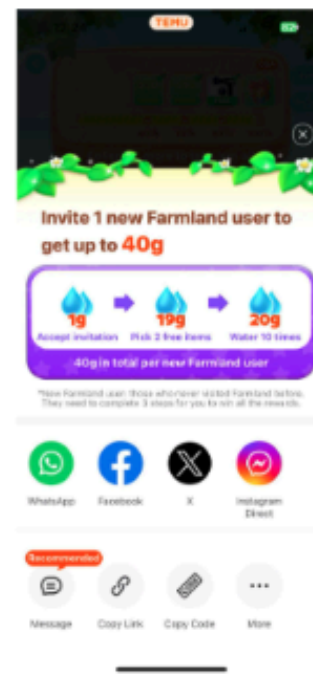 TEMU
Invite 1 new Farmland user to
get up to 40g
1g
19g
20g
Accept invitation
Pick 2 free items
Water 10 times
40g in total per new Farmland user
*New Farmland user: those who never visited Farmland before.
They need to complete 3 steps for you to win all the rewards.
WhatsApp
Facebook
X
Instagram
Direct
Recommended
Message
Copy Link
Copy Code
More